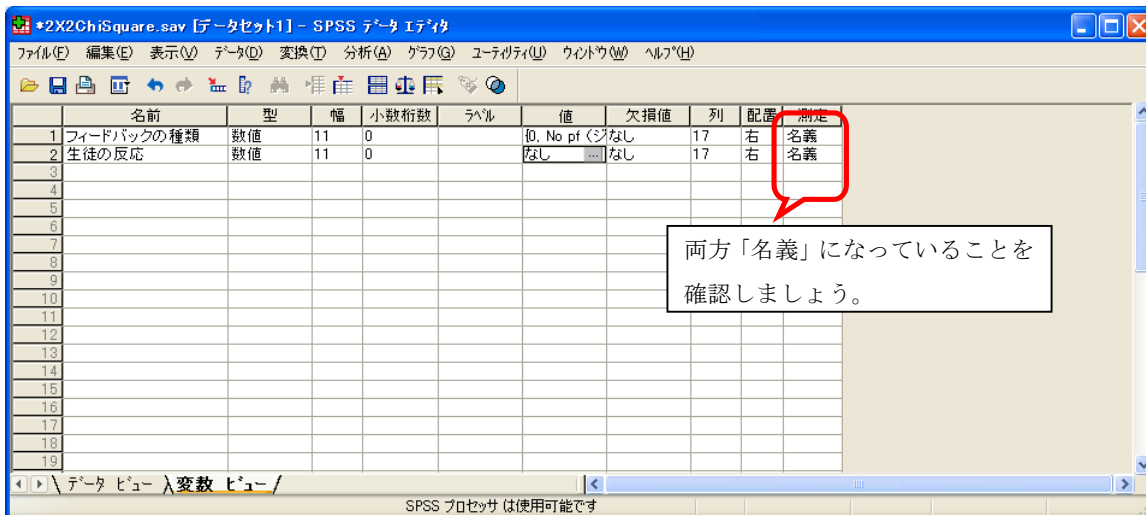 *2X2ChiSquare.sav [データセット1] - SPSS データ エディタ
ファイル(F) 編集(E) 表示(V) データ(D) 変換(T) 分析(A) グラフ(G) ユーティリティ(U) ウィンドウ(W) ヘルプ(H)
名前 型 幅 小数桁数 ラベル 値 欠損値 列 配置 測定
1 フィードバックの種類 数値 11 0 {0, No pf (ジ なし 17 右 名義
2 生徒の反応 数値 11 0 なし ... なし 17 右 名義
3
4
5
6
7
8
9
10
11
12
13
14
15
16
17
18
19
両方「名義」になっていることを
確認しましょう。
データ ビュー 変数 ビュー
SPSS プロセッサ は使用可能です